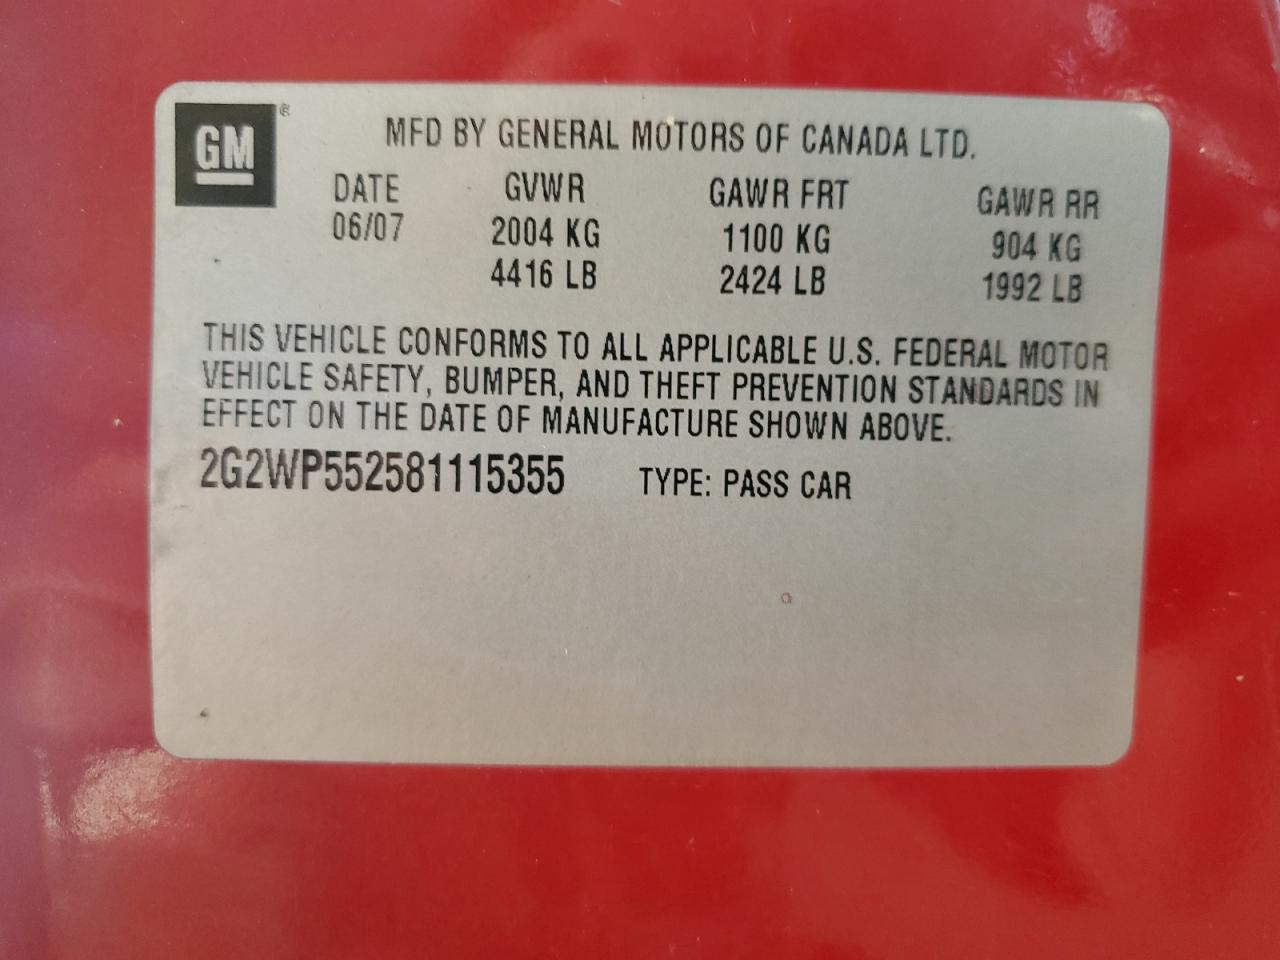 GM ®
MFD BY GENERAL MOTORS OF CANADA LTD.
DATE GVWR GAWR FRT GAWR RR
06/07 2004 KG 1100 KG 904 KG
4416 LB 2424 LB 1992 LB
THIS VEHICLE CONFORMS TO ALL APPLICABLE U.S. FEDERAL MOTOR
VEHICLE SAFETY, BUMPER, AND THEFT PREVENTION STANDARDS IN
EFFECT ON THE DATE OF MANUFACTURE SHOWN ABOVE.
2G2WP552581115355 TYPE: PASS CAR